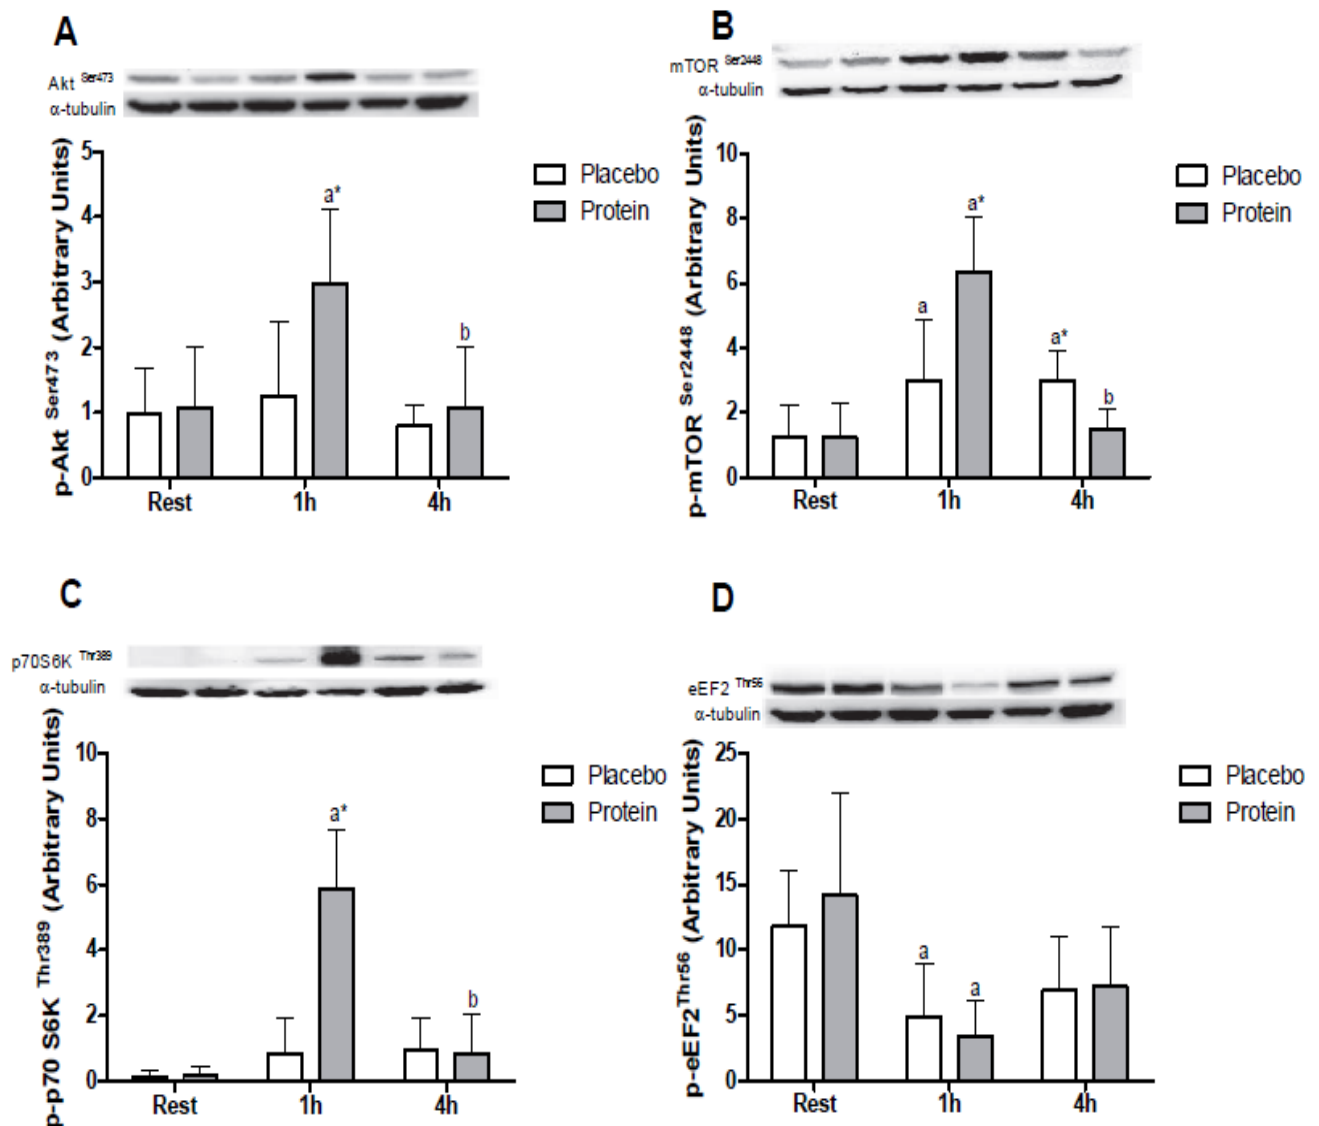 A
Akt Ser473
α-tubulin
p-Akt Ser473 (Arbitrary Units)
5
4
3
2
1
0
a*
b
Rest 1h 4h
Placebo
Protein
B
mTOR Ser2448
α-tubulin
p-mTOR Ser2448 (Arbitrary Units)
10
8
6
4
2
0
a
a*
a*
b
Rest 1h 4h
Placebo
Protein
C
p70S6K Thr389
α-tubulin
p-p70 S6K Thr389 (Arbitrary Units)
10
8
6
4
2
0
a*
b
Rest 1h 4h
Placebo
Protein
D
eEF2 Thr56
α-tubulin
p-eEF2Thr56 (Arbitrary Units)
25
20
15
10
5
0
a
a
Rest 1h 4h
Placebo
Protein